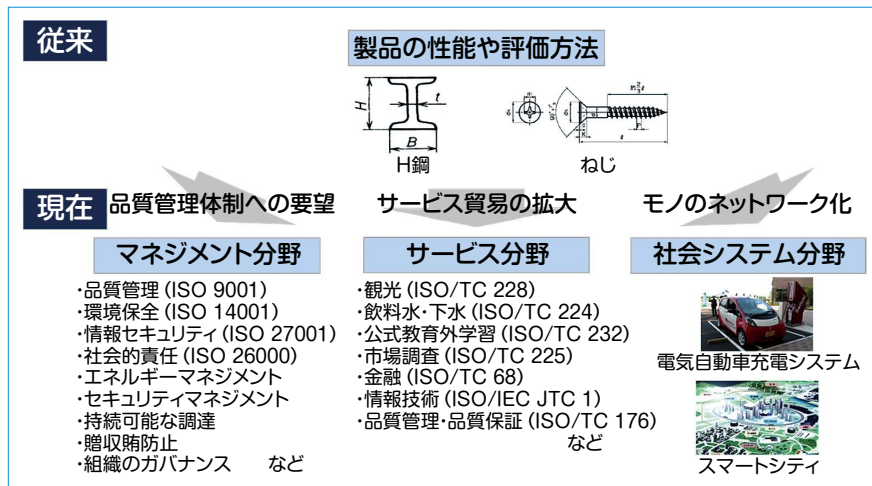 従来
製品の性能や評価方法
H
t
B
H鋼
ねじ
現在
品質管理体制への要望
サービス貿易の拡大
モノのネットワーク化
マネジメント分野
・品質管理(ISO 9001)
・環境保全(ISO 14001)
・情報セキュリティ(ISO 27001)
・社会的責任(ISO 26000)
・エネルギーマネジメント
・セキュリティマネジメント
・持続可能な調達
・贈収賄防止
・組織のガバナンス　など
サービス分野
・観光(ISO/TC 228)
・飲料水・下水(ISO/TC 224)
・公式教育外学習(ISO/TC 232)
・市場調査(ISO/TC 225)
・金融(ISO/TC 68)
・情報技術(ISO/IEC JTC 1)
・品質管理・品質保証(ISO/TC 176)
など
社会システム分野
電気自動車充電システム
スマートシティ